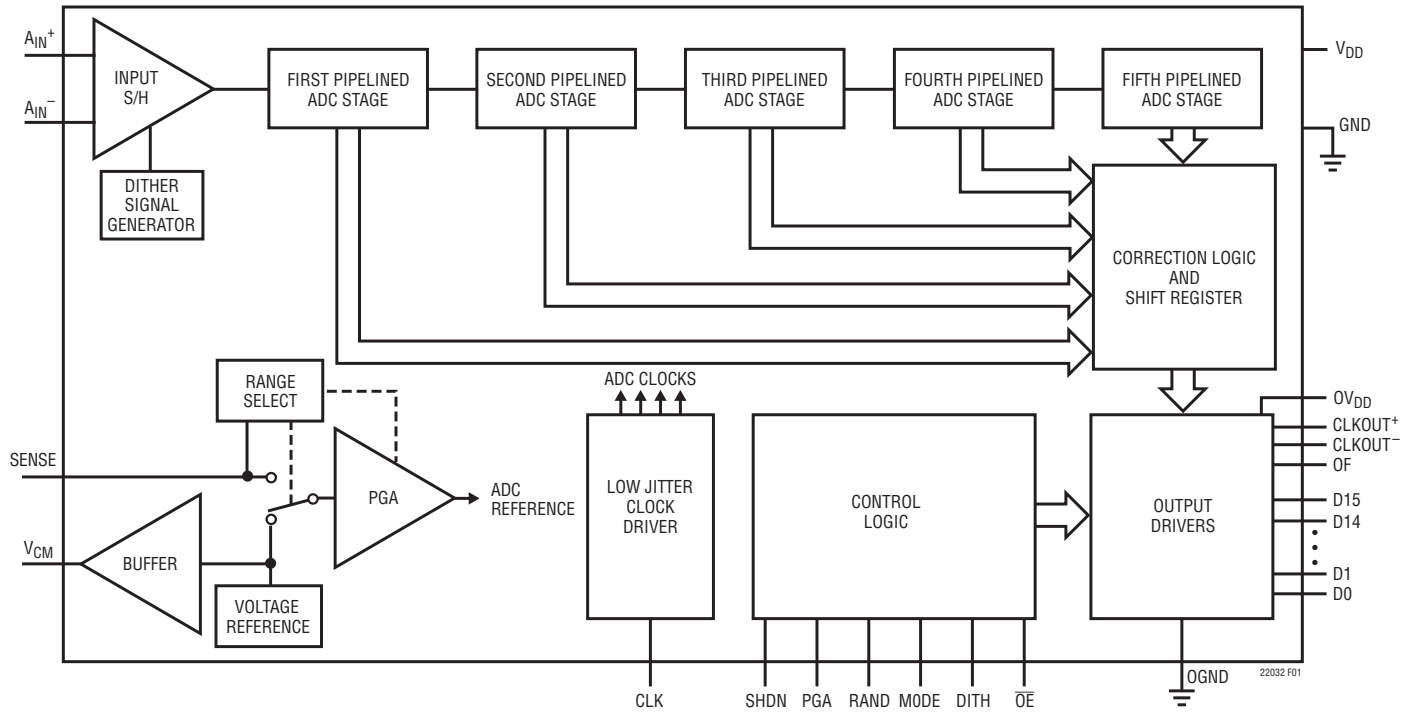 AIN+
AIN−
INPUT
S/H
FIRST PIPELINED
ADC STAGE
SECOND PIPELINED
ADC STAGE
THIRD PIPELINED
ADC STAGE
FOURTH PIPELINED
ADC STAGE
FIFTH PIPELINED
ADC STAGE
VDD
GND
DITHER
SIGNAL
GENERATOR
CORRECTION LOGIC
AND
SHIFT REGISTER
RANGE
SELECT
SENSE
PGA
ADC
REFERENCE
VCM
BUFFER
VOLTAGE
REFERENCE
ADC CLOCKS
LOW JITTER
CLOCK
DRIVER
CONTROL
LOGIC
OUTPUT
DRIVERS
OVDD
CLKOUT+
CLKOUT−
OF
D15
D14
D1
D0
CLK
SHDN
PGA
RAND
MODE
DITH
OE
OGND
22032 F01